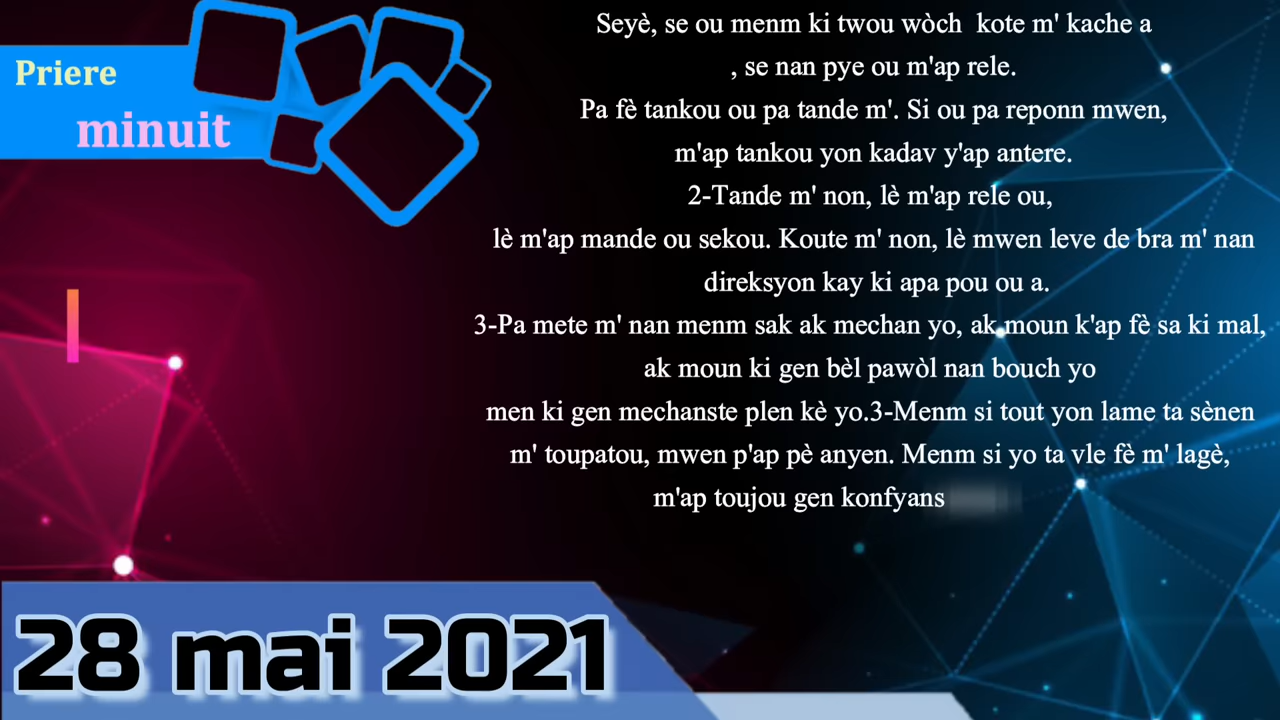 Priere
minuit
Seyè, se ou menm ki twou wòch kote m' kache a
, se nan pye ou m'ap rele.
Pa fè tankou ou pa tande m'. Si ou pa reponn mwen,
m'ap tankou yon kadav y'ap antere.
2-Tande m' non, lè m'ap rele ou,
lè m'ap mande ou sekou. Koute m' non, lè mwen leve de bra m' nan
direksyon kay ki apa pou ou a.
3-Pa mete m' nan menm sak ak mechan yo, ak moun k'ap fè sa ki mal,
ak moun ki gen bèl pawòl nan bouch yo
men ki gen mechanste plen kè yo.3-Menm si tout yon lame ta sènen
m' toupatou, mwen p'ap pè anyen. Menm si yo ta vle fè m' lagè,
m'ap toujou gen konfyans
28 mai 2021